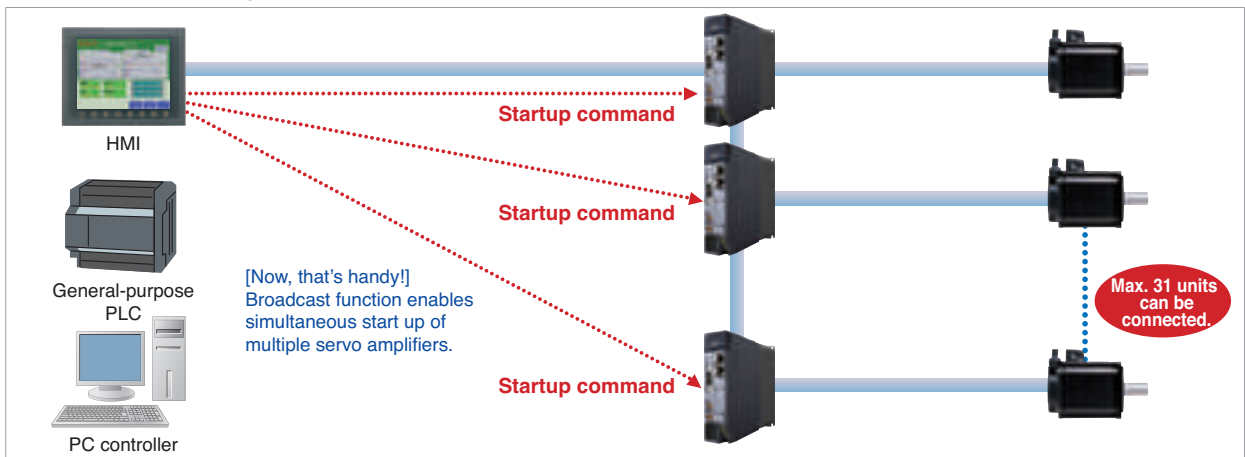 HMI
General-purpose
PLC
PC controller
[Now, that's handy!]
Broadcast function enables
simultaneous start up of
multiple servo amplifiers.
Startup command
Startup command
Startup command
Max. 31 units
can be
connected.